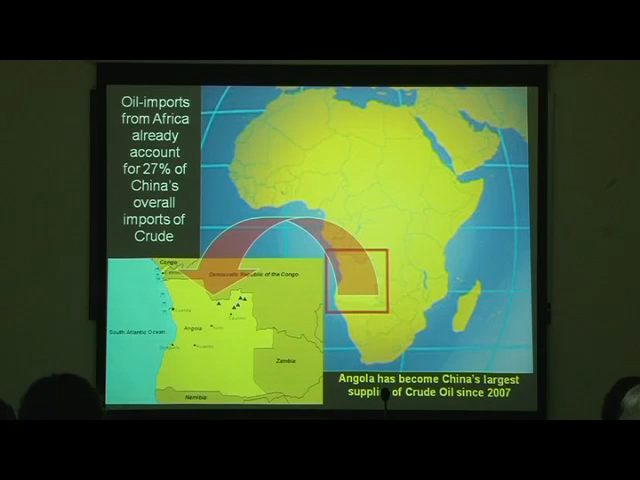 Oil-imports
from Africa
already
account
for 27% of
China's
overall
imports of
Crude
Congo
Democratic Republic of the Congo
South Atlantic Ocean
Angola
Zambia
Namibia
Angola has become China's largest
of Crude Oil since 2007